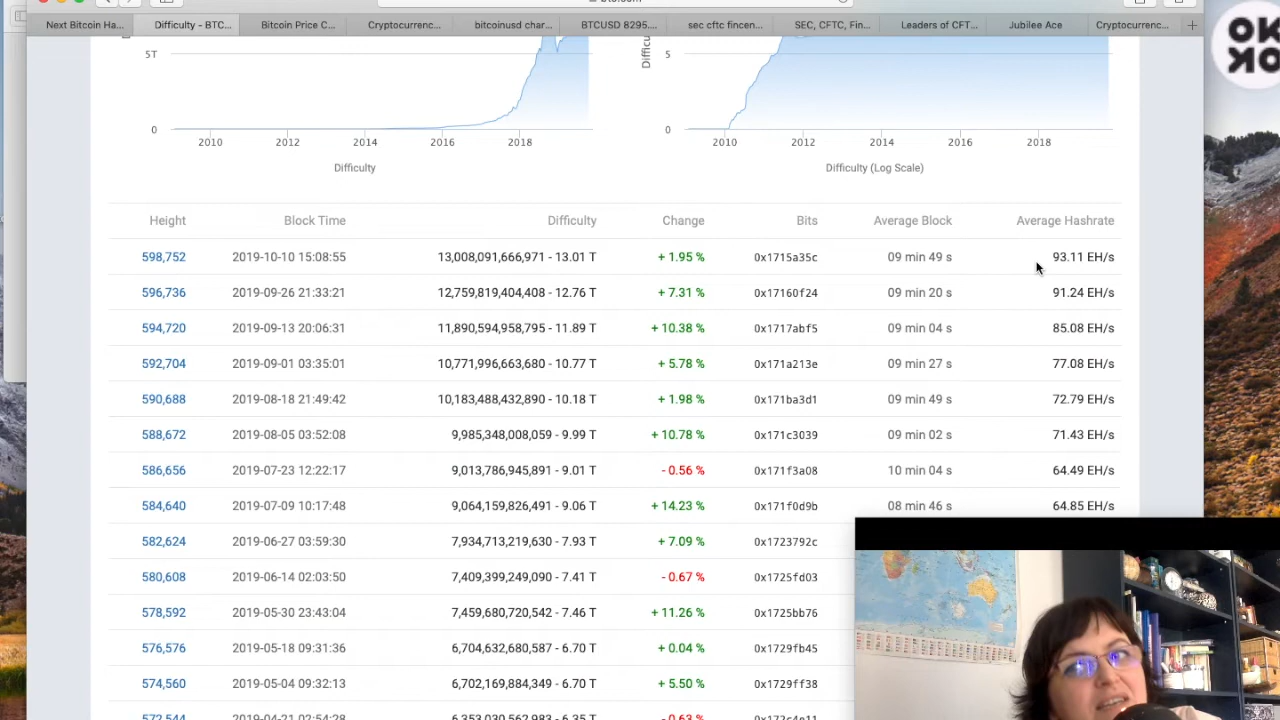 Next Bitcoin Ha...
Difficulty - BTC...
Bitcoin Price C...
Cryptocurrenc...
bitcoinusd char...
BTCUSD 8295....
sec cftc fincen...
SEC, CFTC, Fin...
Leaders of CFT...
Jubilee Ace
Cryptocurrenc...
5T
0
2010 2012 2014 2016 2018
Difficulty
5
0
2010 2012 2014 2016 2018
Difficulty (Log Scale)
Height Block Time Difficulty Change Bits Average Block Average Hashrate
598,752 2019-10-10 15:08:55 13,008,091,666,971 - 13.01 T + 1.95 % 0x1715a35c 09 min 49 s 93.11 EH/s
596,736 2019-09-26 21:33:21 12,759,819,404,408 - 12.76 T + 7.31 % 0x17160f24 09 min 20 s 91.24 EH/s
594,720 2019-09-13 20:06:31 11,890,594,958,795 - 11.89 T + 10.38 % 0x1717abf5 09 min 04 s 85.08 EH/s
592,704 2019-09-01 03:35:01 10,771,996,663,680 - 10.77 T + 5.78 % 0x171a213e 09 min 27 s 77.08 EH/s
590,688 2019-08-18 21:49:42 10,183,488,432,890 - 10.18 T + 1.98 % 0x171ba3d1 09 min 49 s 72.79 EH/s
588,672 2019-08-05 03:52:08 9,985,348,008,059 - 9.99 T + 10.78 % 0x171c3039 09 min 02 s 71.43 EH/s
586,656 2019-07-23 12:22:17 9,013,786,945,891 - 9.01 T - 0.56 % 0x171f3a08 10 min 04 s 64.49 EH/s
584,640 2019-07-09 10:17:48 9,064,159,826,491 - 9.06 T + 14.23 % 0x171f0d9b 08 min 46 s 64.85 EH/s
582,624 2019-06-27 03:59:30 7,934,713,219,630 - 7.93 T + 7.09 % 0x1723792c
580,608 2019-06-14 02:03:50 7,409,399,249,090 - 7.41 T - 0.67 % 0x1725fd03
578,592 2019-05-30 23:43:04 7,459,680,720,542 - 7.46 T + 11.26 % 0x1725bb76
576,576 2019-05-18 09:31:36 6,704,632,680,587 - 6.70 T + 0.04 % 0x1729fb45
574,560 2019-05-04 09:32:13 6,702,169,884,349 - 6.70 T + 5.50 % 0x1729ff38
572,544 2019-04-21 02:54:28 6,353,030,562,983 - 6.35 T - 0.63 %